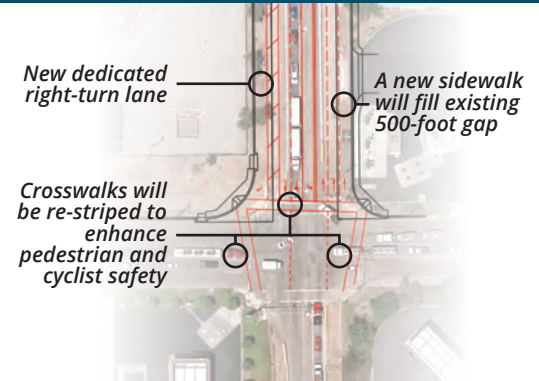 New dedicated
right-turn lane
A new sidewalk
will fill existing
500-foot gap
Crosswalks will
be re-striped to
enhance
pedestrian and
cyclist safety